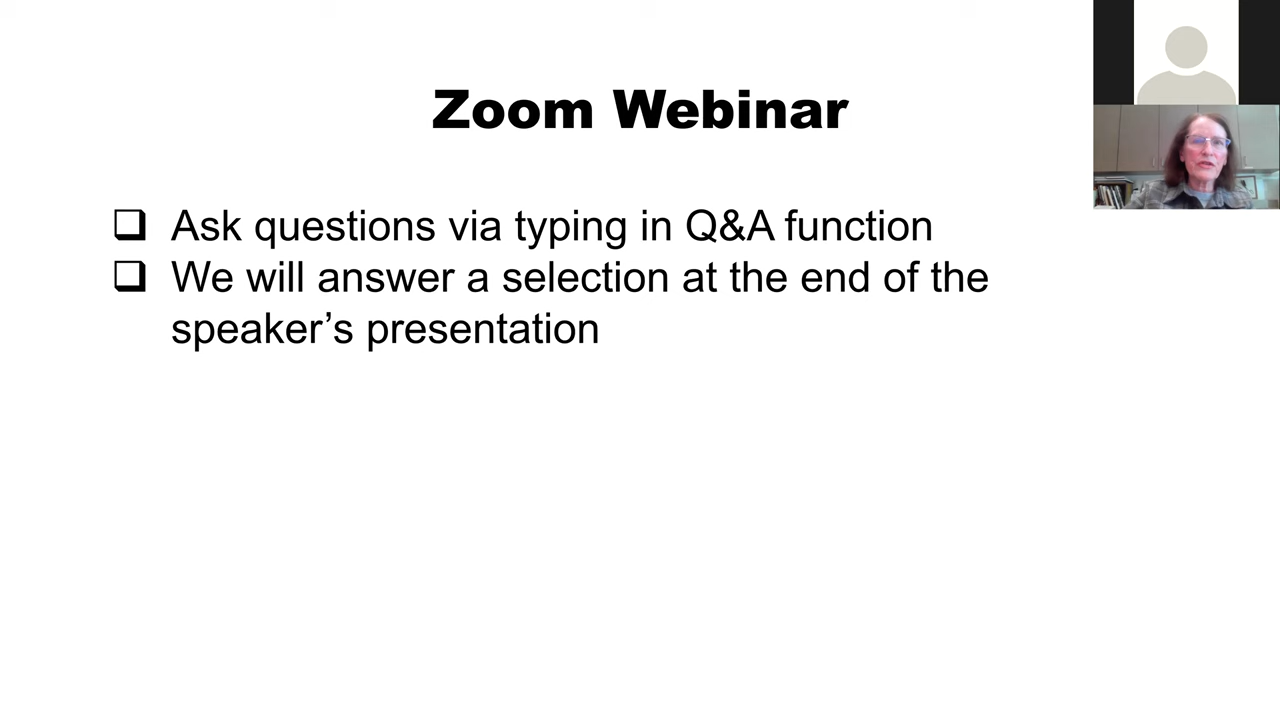 Zoom Webinar
Ask questions via typing in Q&A function
We will answer a selection at the end of the
speaker’s presentation